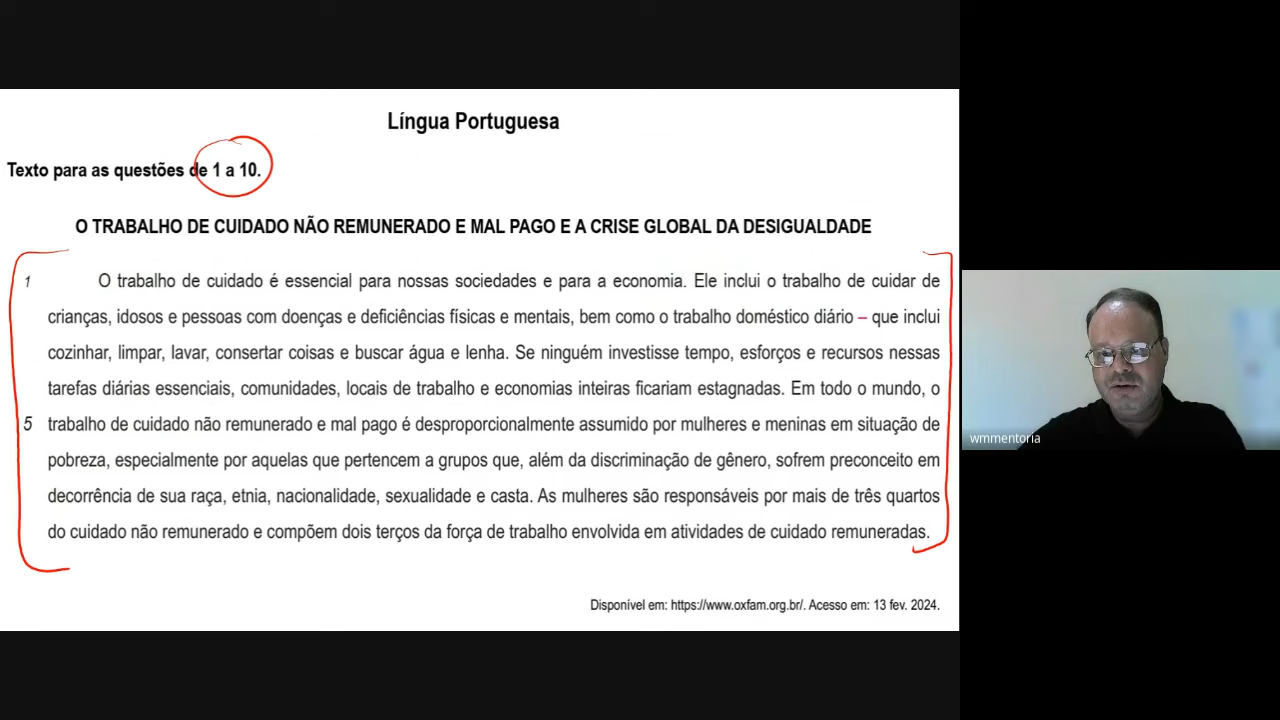 Língua Portuguesa
Texto para as questões de 1 a 10.
O TRABALHO DE CUIDADO NÃO REMUNERADO E MAL PAGO E A CRISE GLOBAL DA DESIGUALDADE
1 O trabalho de cuidado é essencial para nossas sociedades e para a economia. Ele inclui o trabalho de cuidar de
crianças, idosos e pessoas com doenças e deficiências físicas e mentais, bem como o trabalho doméstico diário – que inclui
cozinhar, limpar, lavar, consertar coisas e buscar água e lenha. Se ninguém investisse tempo, esforços e recursos nessas
tarefas diárias essenciais, comunidades, locais de trabalho e economias inteiras ficariam estagnadas. Em todo o mundo, o
5 trabalho de cuidado não remunerado e mal pago é desproporcionalmente assumido por mulheres e meninas em situação de
pobreza, especialmente por aquelas que pertencem a grupos que, além da discriminação de gênero, sofrem preconceito em
decorrência de sua raça, etnia, nacionalidade, sexualidade e casta. As mulheres são responsáveis por mais de três quartos
do cuidado não remunerado e compõem dois terços da força de trabalho envolvida em atividades de cuidado remuneradas.
Disponível em: https://www.oxfam.org.br/. Acesso em: 13 fev. 2024.
wmmentoria